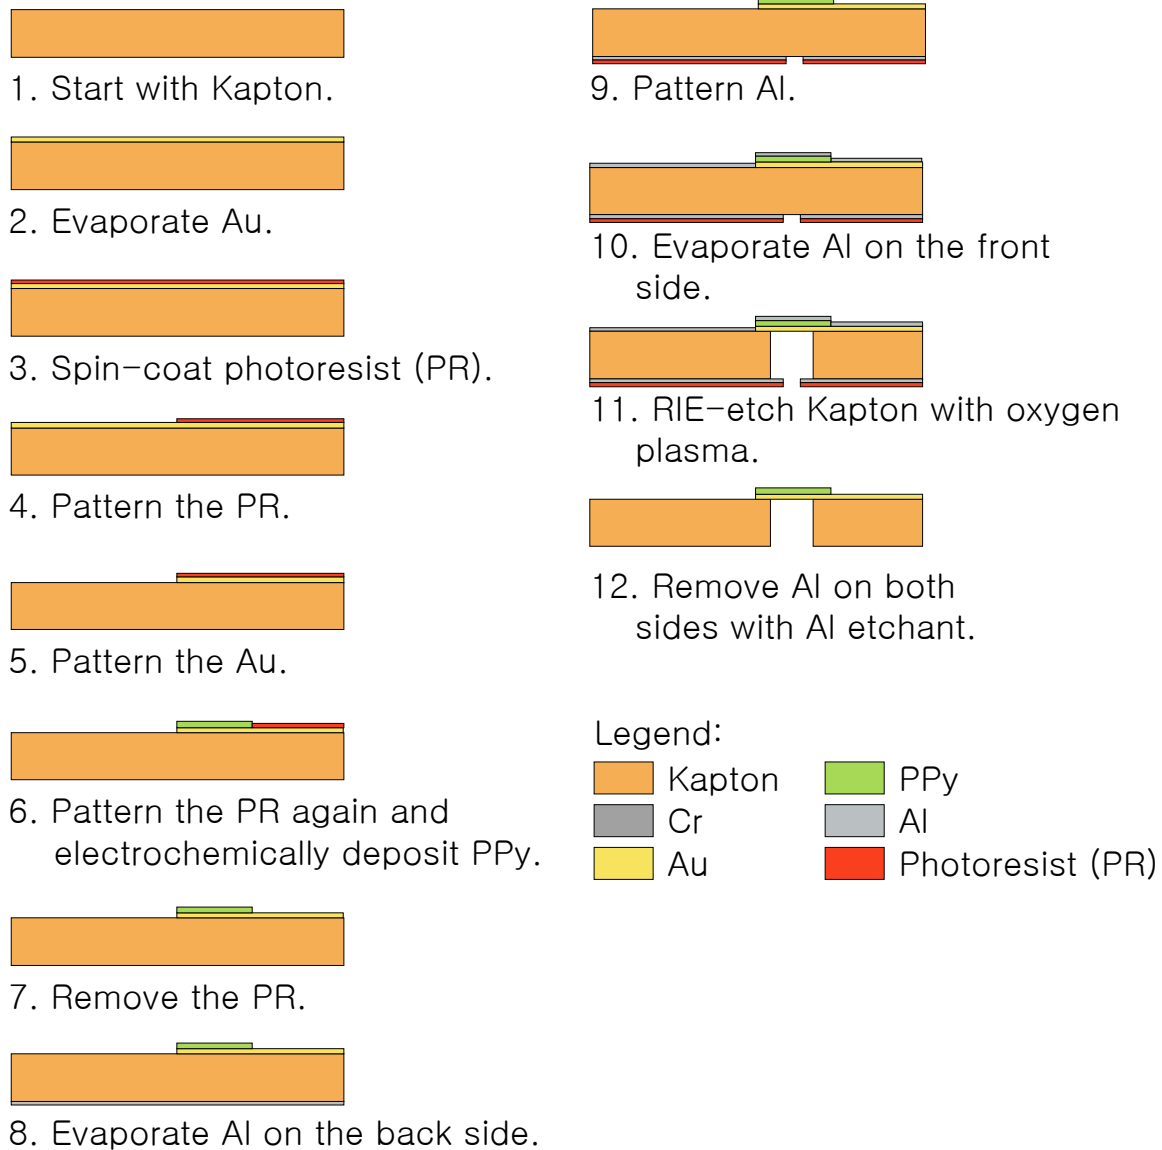 1. Start with Kapton.
2. Evaporate Au.
3. Spin-coat photoresist (PR).
4. Pattern the PR.
5. Pattern the Au.
6. Pattern the PR again and
electrochemically deposit PPy.
7. Remove the PR.
8. Evaporate Al on the back side.
9. Pattern Al.
10. Evaporate Al on the front
side.
11. RIE-etch Kapton with oxygen
plasma.
12. Remove Al on both
sides with Al etchant.
Legend:
Kapton
PPy
Cr
Al
Au
Photoresist (PR)